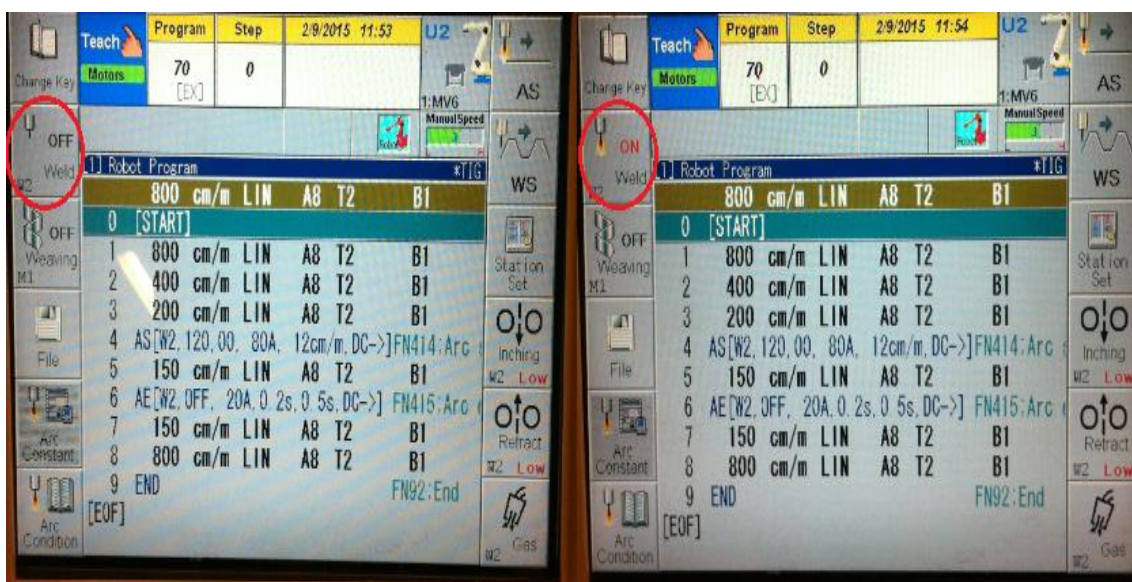 Teach
Motors
Program
Step
2/9/2015 11:53
70
[EX]
0
U2
1:MV6
Manual Speed
Change Key
OFF
Weld
W2
OFF
Weaving
M1
File
Arc
Constant
Arc
Condition
[1] Robot Program
*TIG
800 cm/m LIN A8 T2 B1
0 [START]
1 800 cm/m LIN A8 T2 B1
2 400 cm/m LIN A8 T2 B1
3 200 cm/m LIN A8 T2 B1
4 AS[W2,120,00, 80A, 12cm/m,DC->]FN414:Arc
5 150 cm/m LIN A8 T2 B1
6 AE[W2,OFF, 20A,0.2s,0.5s,DC->] FN415:Arc
7 150 cm/m LIN A8 T2 B1
8 800 cm/m LIN A8 T2 B1
9 END FN92:End
[EOF]
AS
WS
Station
Set
Inching
W2 Low
Retract
W2 Low
W2 Gas
Teach
Motors
Program
Step
2/9/2015 11:54
70
[EX]
0
U2
1:MV6
Manual Speed
Change Key
ON
Weld
OFF
Weaving
M1
File
Arc
Constant
Arc
Condition
[1] Robot Program
*TIG
800 cm/m LIN A8 T2 B1
0 [START]
1 800 cm/m LIN A8 T2 B1
2 400 cm/m LIN A8 T2 B1
3 200 cm/m LIN A8 T2 B1
4 AS[W2,120,00, 80A, 12cm/m,DC->]FN414:Arc
5 150 cm/m LIN A8 T2 B1
6 AE[W2,OFF, 20A,0.2s,0.5s,DC->] FN415:Arc
7 150 cm/m LIN A8 T2 B1
8 800 cm/m LIN A8 T2 B1
9 END FN92:End
[EOF]
AS
WS
Station
Set
Inching
W2 Low
Retract
W2 Low
W2 Gas